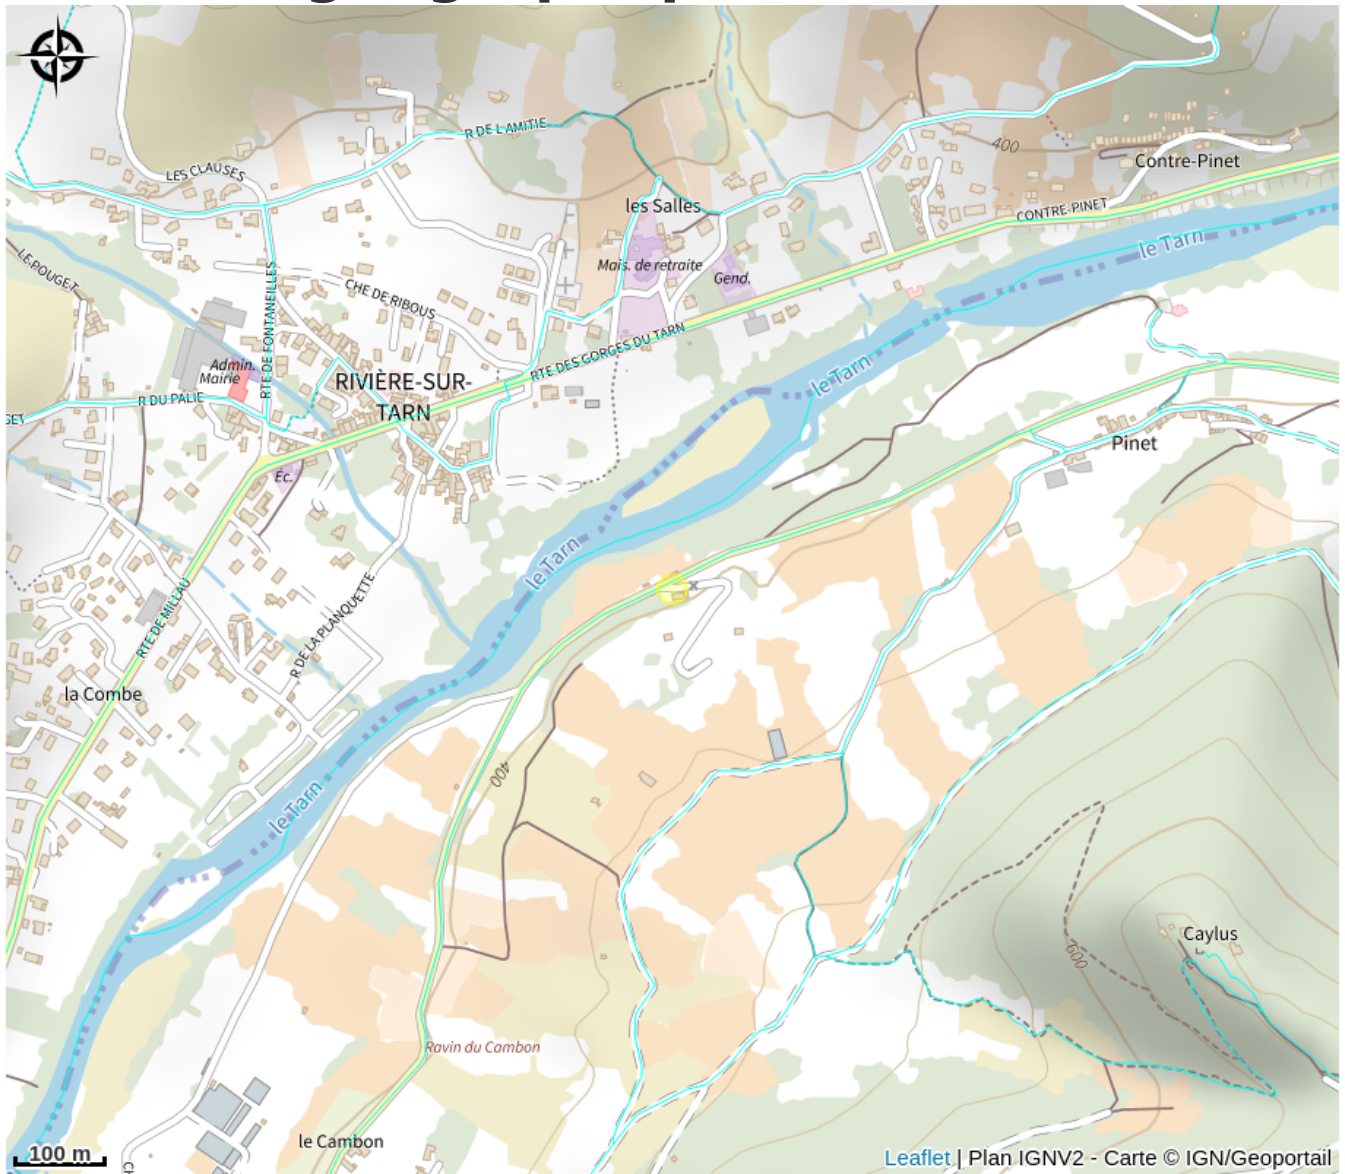 R DE L'AMITIE
400
Contre-Pinet
LES CLAUSES
les Salles
CONTRE-PINET
le Tarn
LE POUGET
Mais. de retraite
Gend.
CHE DE RIBOUS
RTE DE FONTANEILLES
RTE DES GORGES DU TARN
Admin.
Mairie
RIVIÈRE-SUR-
TARN
le Tarn
R DU PALIE
GET
Pinet
Éc.
le Tarn
RTE DE MILLAU
R DE LA PLANQUETTE
la Combe
400
le Tarn
Caylus
600
Ravin du Cambon
le Cambon
100 m
CH
Leaflet | Plan IGNV2 - Carte © IGN/Geoportail